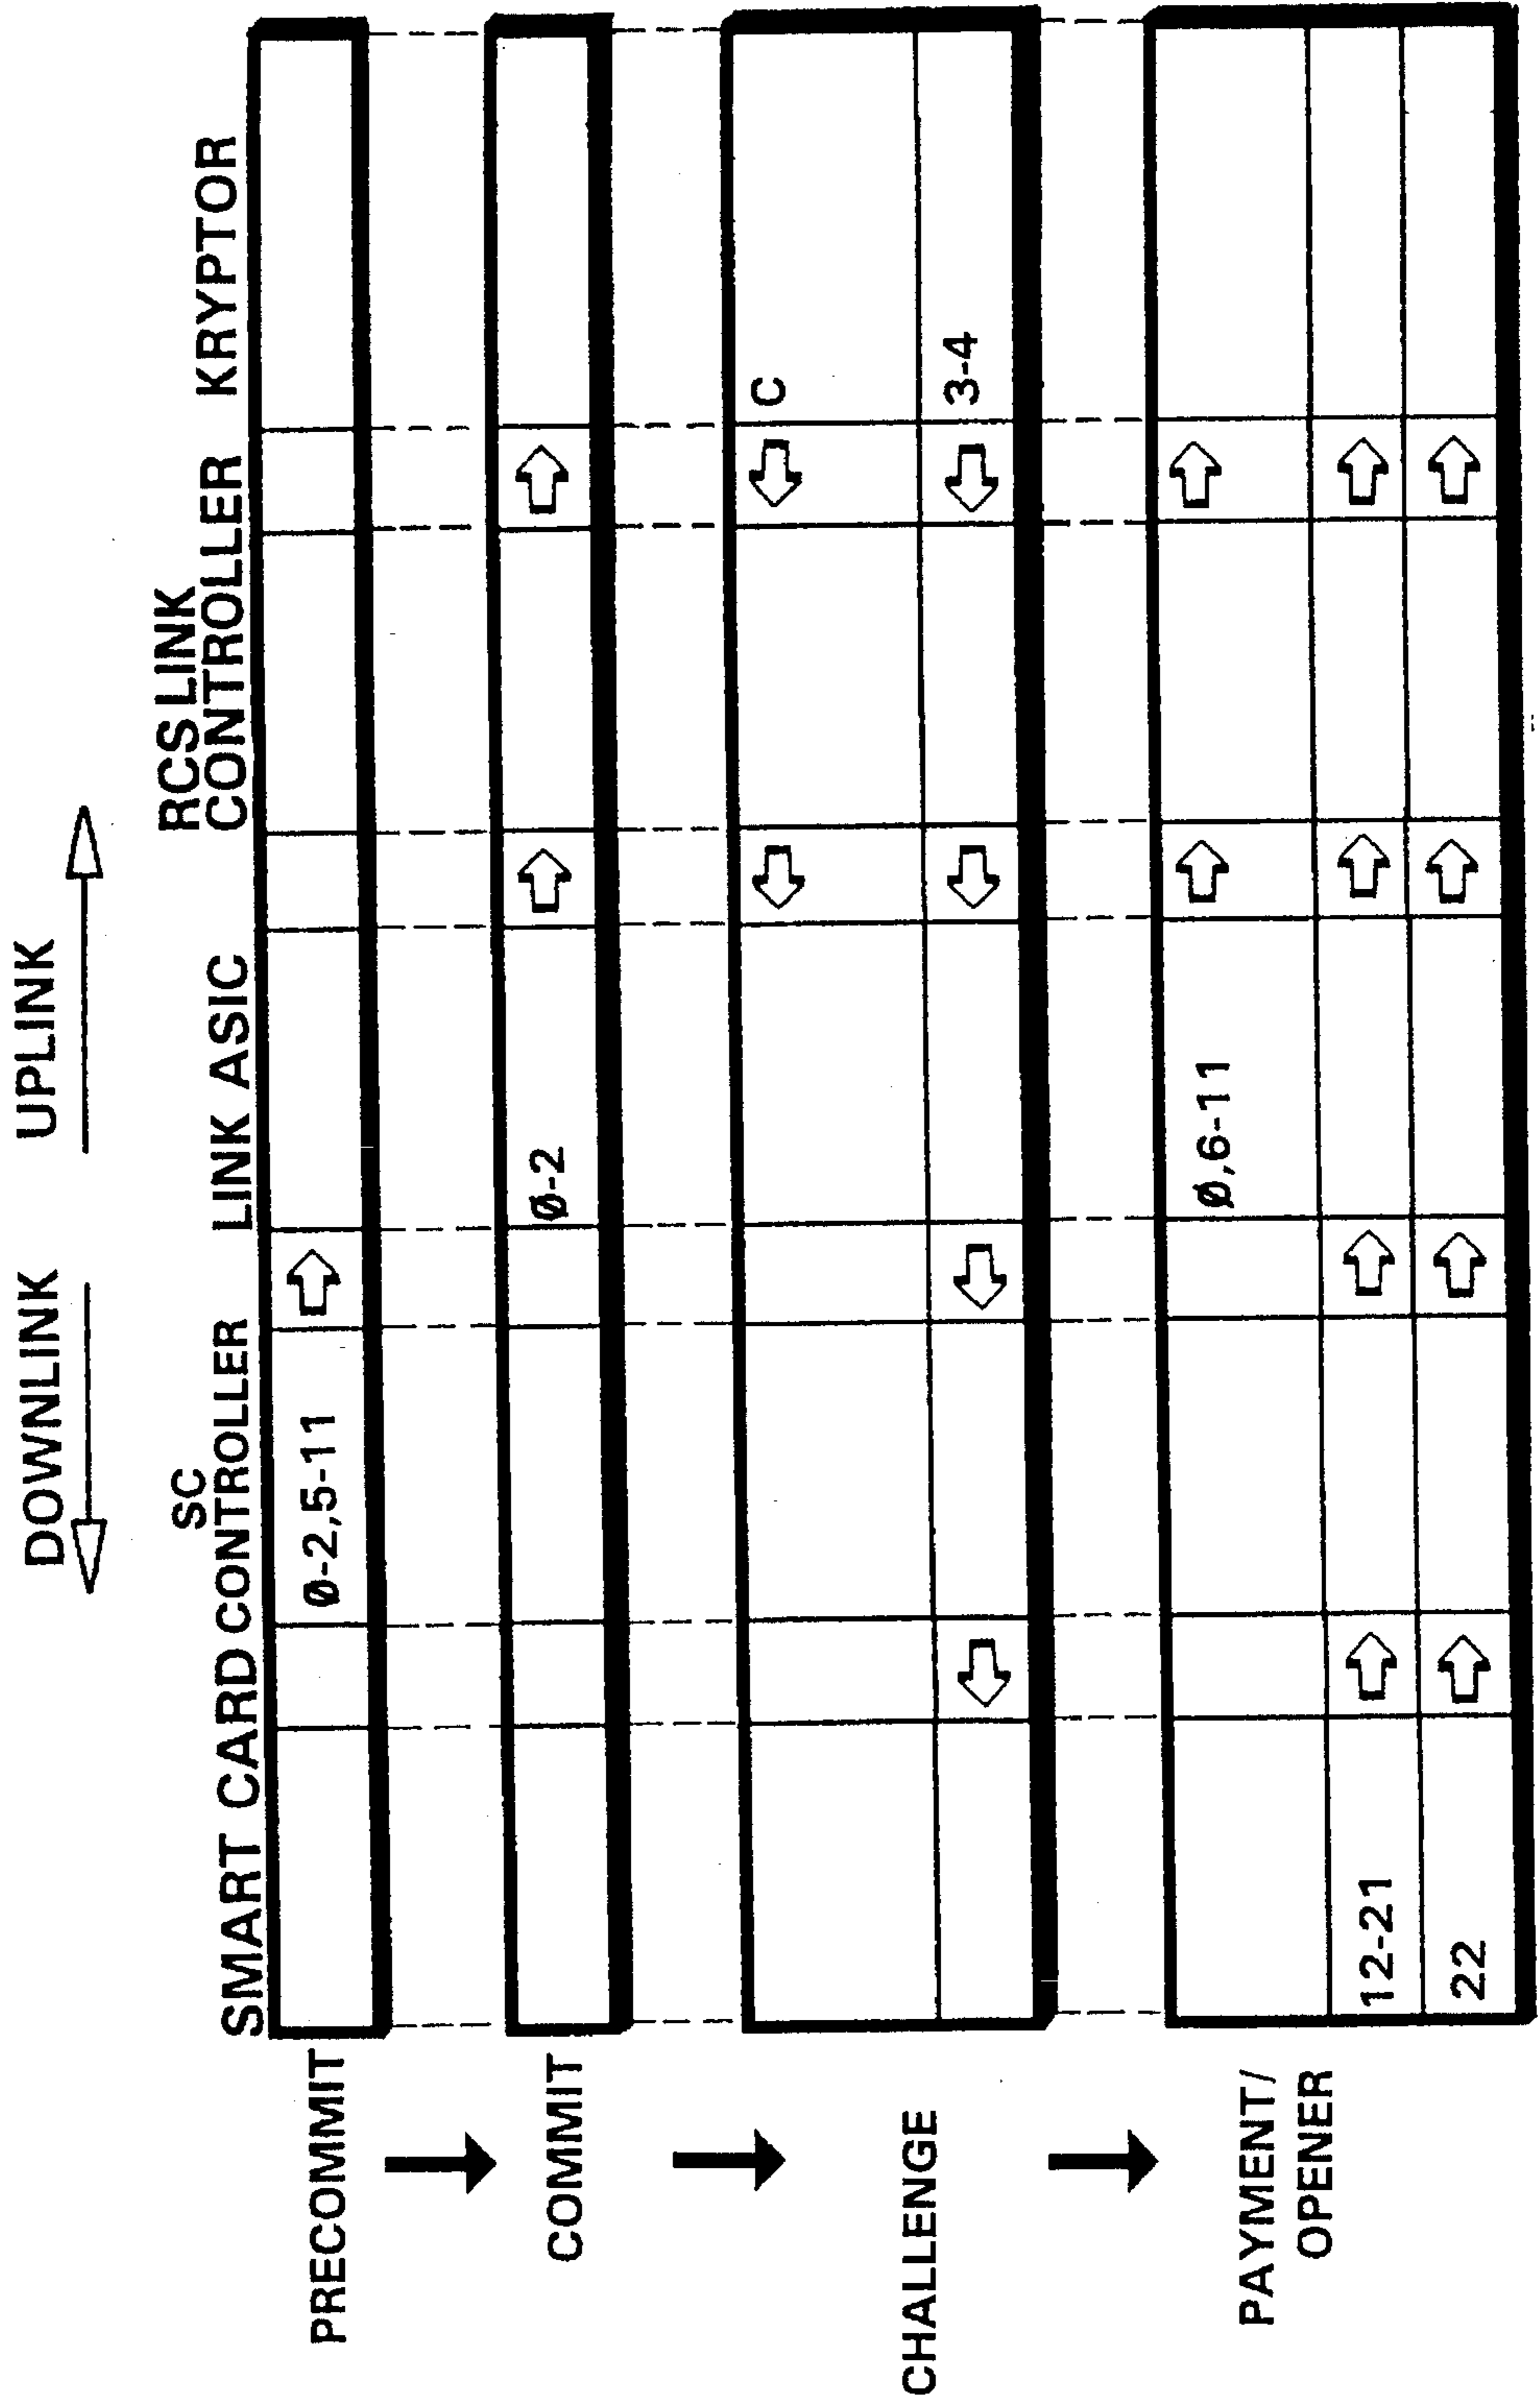 DOWNLINK UPLINK
SMART CARD SC CONTROLLER LINK ASIC RCS LINK CONTROLLER KRYPTOR
PRECOMMIT Ø-2,5-11
COMMIT Ø-2
CHALLENGE C
3-4
PAYMENT/
OPENER
Ø,6-11
12-21
22